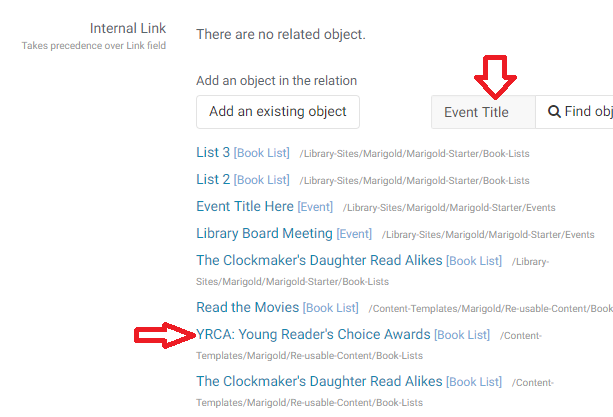 Internal Link
There are no related object.
Takes precedence over Link field
Add an object in the relation
Add an existing object
Event Title
Find obj
List 3 [Book List] /Library-Sites/Marigold/Marigold-Starter/Book-Lists
List 2 [Book List] /Library-Sites/Marigold/Marigold-Starter/Book-Lists
Event Title Here [Event] /Library-Sites/Marigold/Marigold-Starter/Events
Library Board Meeting [Event] /Library-Sites/Marigold/Marigold-Starter/Events
The Clockmaker's Daughter Read Alikes [Book List] /Library-
Sites/Marigold/Marigold-Starter/Book-Lists
Read the Movies [Book List] /Content-Templates/Marigold/Re-usable-Content/Book
YRCA: Young Reader's Choice Awards [Book List] /Content-
Templates/Marigold/Re-usable-Content/Book-Lists
The Clockmaker's Daughter Read Alikes [Book List] /Content-
Templates/Marigold/Re-usable-Content/Book-Lists